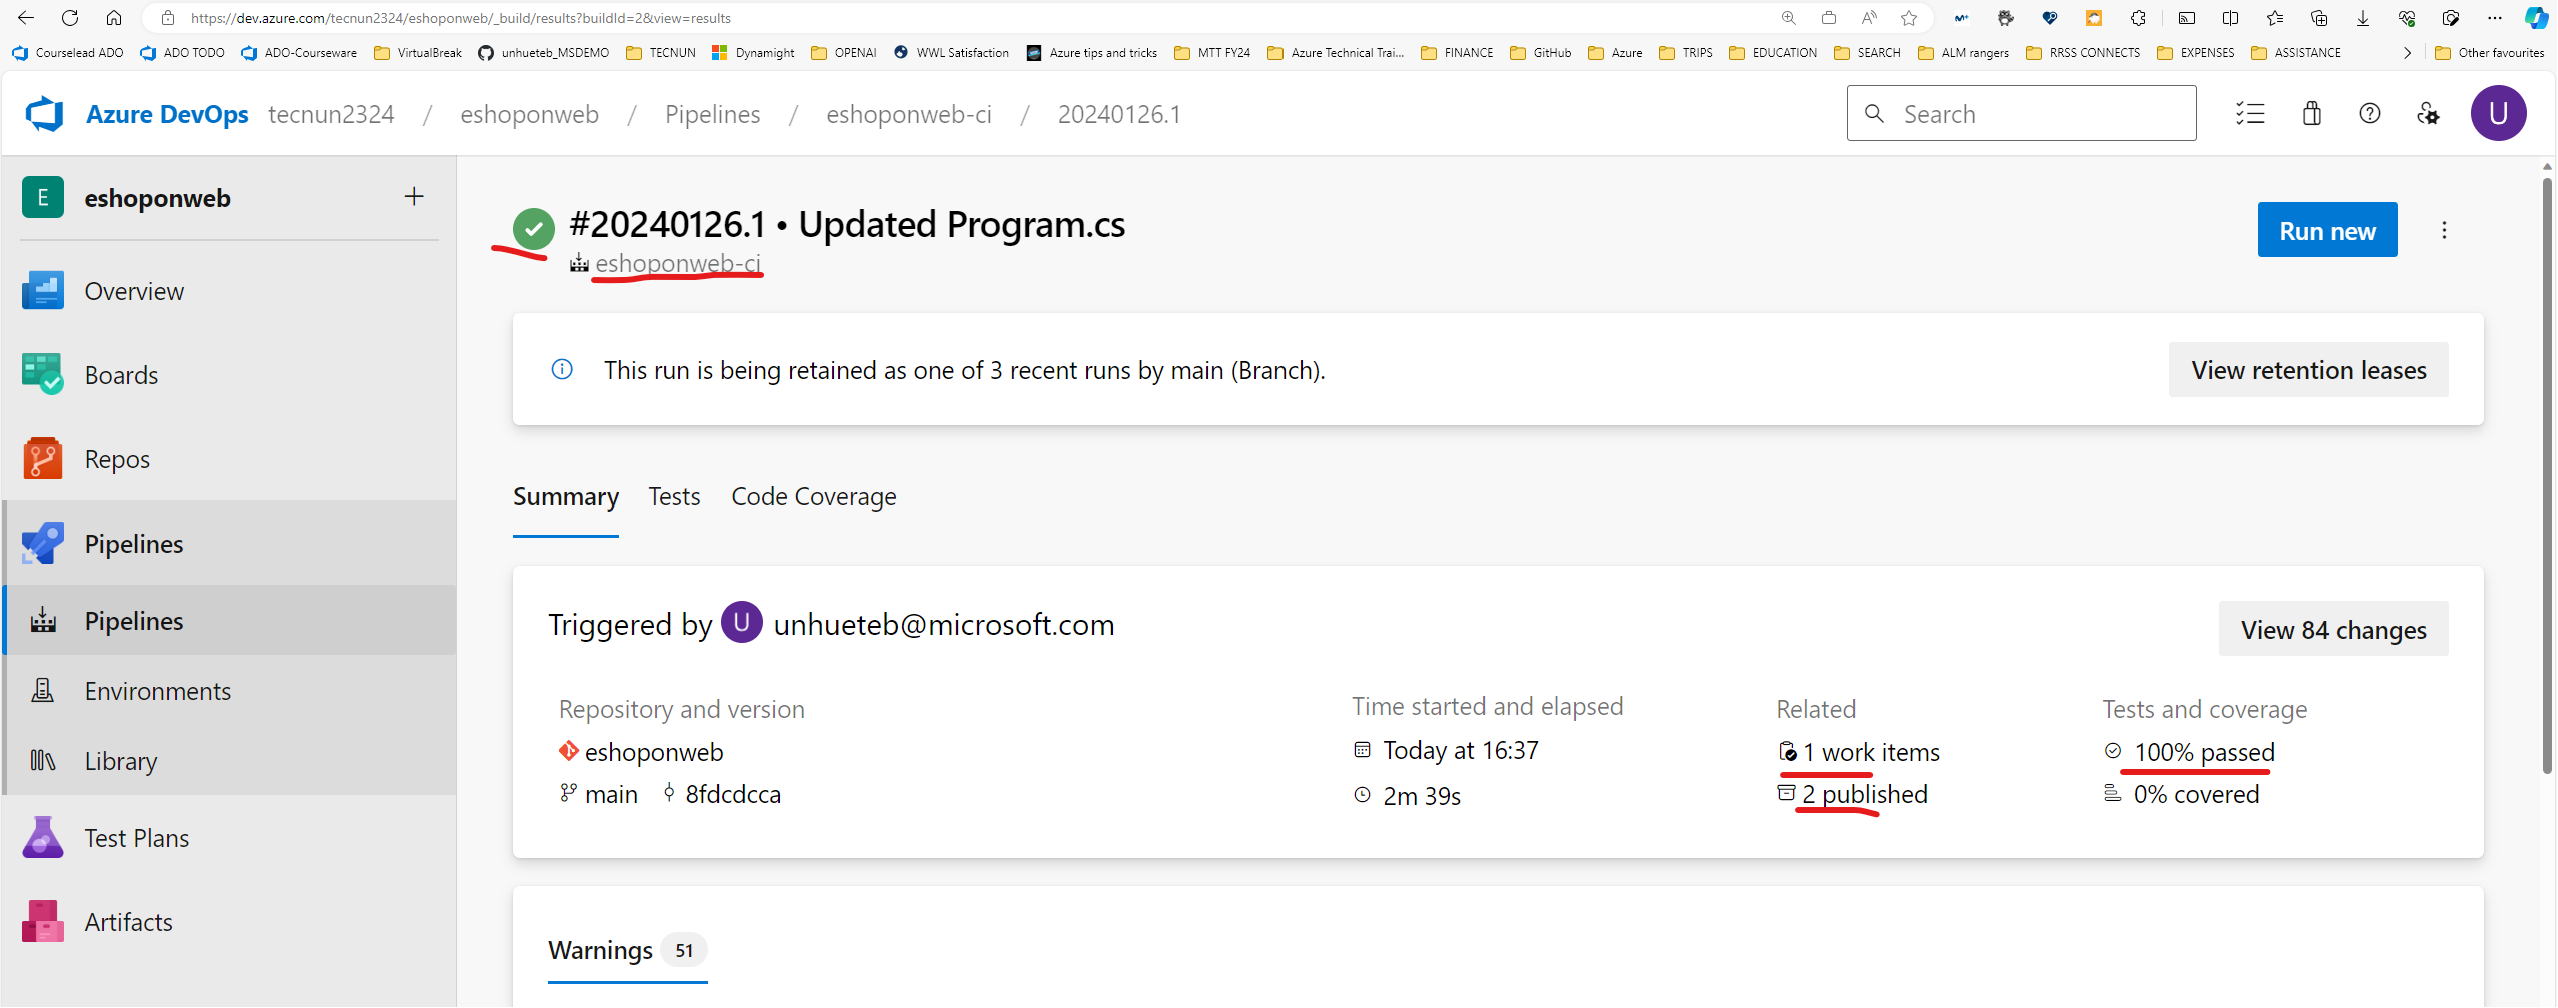 https://dev.azure.com/tecnun2324/eshoponweb/_build/results?buildId=2&view=results
Courselead ADO ADO TODO ADO-Courseware VirtualBreak unhueteb_MSDEMO TECNUN Dynamight OPENAI WWL Satisfaction Azure tips and tricks MTT FY24 Azure Technical Trai... FINANCE GitHub Azure TRIPS EDUCATION SEARCH ALM rangers RRSS CONNECTS EXPENSES ASSISTANCE Other favourites
Azure DevOps tecnun2324 / eshoponweb / Pipelines / eshoponweb-ci / 20240126.1 Search U
E eshoponweb
Overview
Boards
Repos
Pipelines
Pipelines
Environments
Library
Test Plans
Artifacts
#20240126.1 • Updated Program.cs
eshoponweb-ci
Run new
This run is being retained as one of 3 recent runs by main (Branch).
View retention leases
Summary Tests Code Coverage
Triggered by U unhueteb@microsoft.com
View 84 changes
Repository and version
eshoponweb
main 8fdcdcca
Time started and elapsed
Today at 16:37
2m 39s
Related
1 work items
2 published
Tests and coverage
100% passed
0% covered
Warnings 51